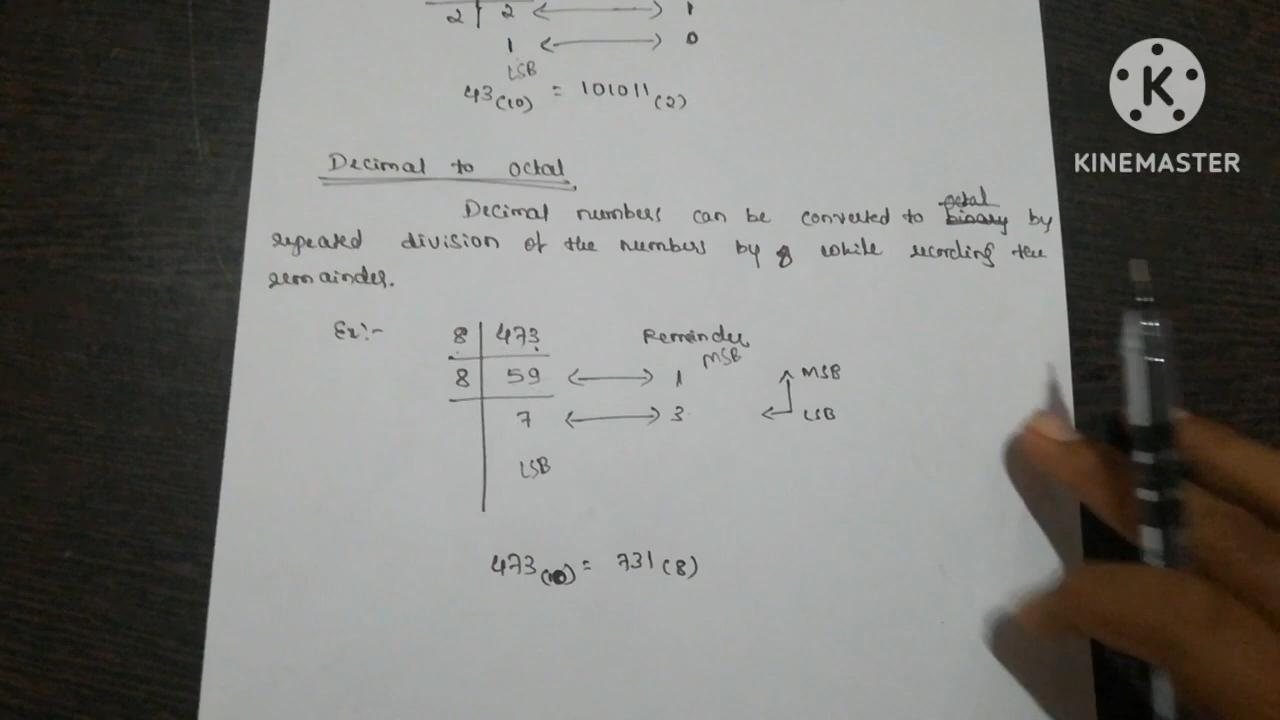 2 2 <-> 1
1 <-> 0
LSB
43(10) = 101011(2)
K
KINEMASTER
Decimal to octal
octal
Decimal numbers can be converted to binary by
repeated division of the numbers by 8 while recording the
remainder.
Ex:- 8 473 Reminder
MSB
8 59 <-> 1 MSB
7 <-> 3 LSB
LSB
473(10) = 731(8)